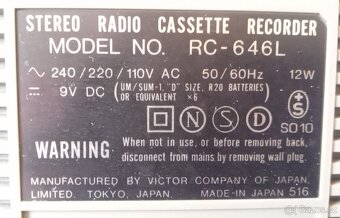 STEREO RADIO CASSETTE RECORDER
MODEL NO. RC-646L
240/220/110V AC 50/60Hz 12W
9V DC (UM/SUM-1, "D" SIZE, R20 BATTERIES OR EQUIVALENT ×6)
D N S S
SO10
WARNING When not in use, or before removing back, disconnect from mains by removing wall plug.
MANUFACTURED BY VICTOR COMPANY OF JAPAN,
LIMITED. TOKYO, JAPAN. MADE-IN JAPAN 516